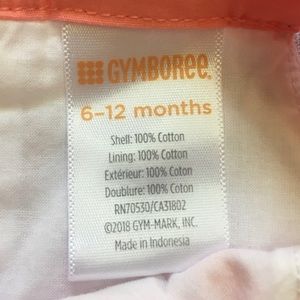 GYMBOREE
6-12 months
Shell: 100% Cotton
Lining: 100% Cotton
Extérieur: 100% Coton
Doublure: 100% Coton
RN70530/CA31802
©2018 GYM-MARK, INC.
Made in Indonesia